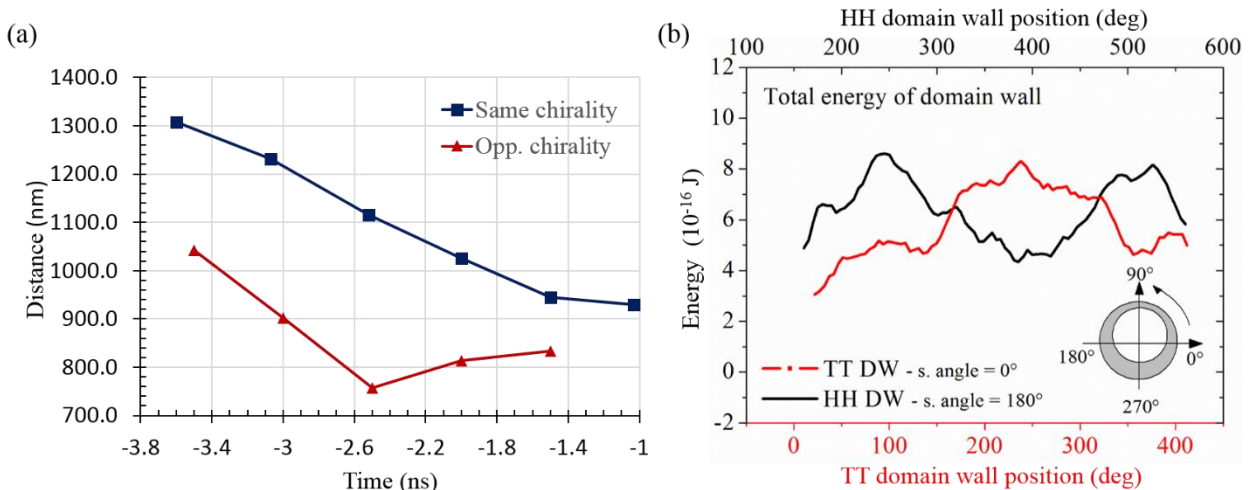 (a)
1400.0
1300.0
1200.0
1100.0
1000.0
900.0
800.0
700.0
Distance (nm)
Same chirality
Opp. chirality
-3.8 -3.4 -3 -2.6 -2.2 -1.8 -1.4 -1
Time (ns)
(b)
HH domain wall position (deg)
100 200 300 400 500 600
12
10
8
6
4
2
0
-2
Energy (10⁻¹⁶ J)
Total energy of domain wall
90°
180°
0°
270°
TT DW - s. angle = 0°
HH DW - s. angle = 180°
0 100 200 300 400
TT domain wall position (deg)